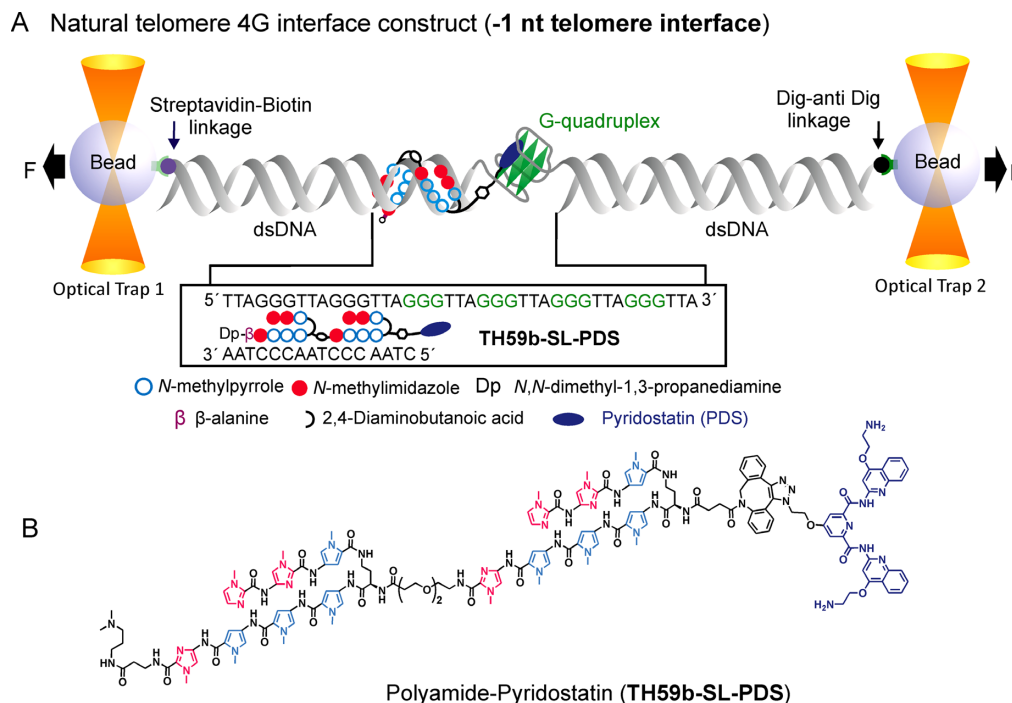 A Natural telomere 4G interface construct (-1 nt telomere interface)
Streptavidin-Biotin
linkage
Dig-anti Dig
linkage
G-quadruplex
F
Bead
Bead
dsDNA
dsDNA
Optical Trap 1
Optical Trap 2
5´ TTAGGGTTAGGGTTAGGGTTAGGGTTAGGGTTAGGGTTA 3´
Dp-β
TH59b-SL-PDS
3´ AATCCCAATCCC AATC 5´
N-methylpyrrole N-methylimidazole Dp N,N-dimethyl-1,3-propanediamine
β β-alanine 2,4-Diaminobutanoic acid Pyridostatin (PDS)
B
Polyamide-Pyridostatin (TH59b-SL-PDS)